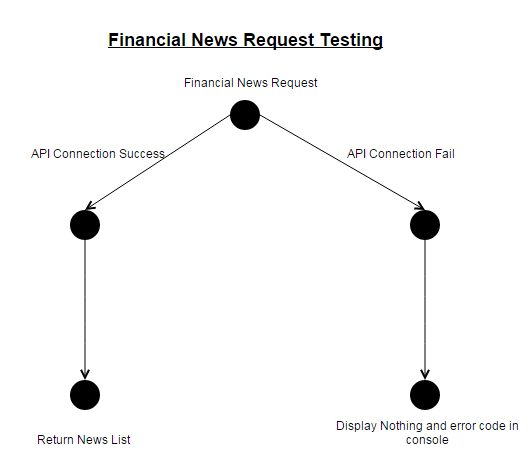 Financial News Request Testing
Financial News Request
API Connection Success
API Connection Fail
Return News List
Display Nothing and error code in
console